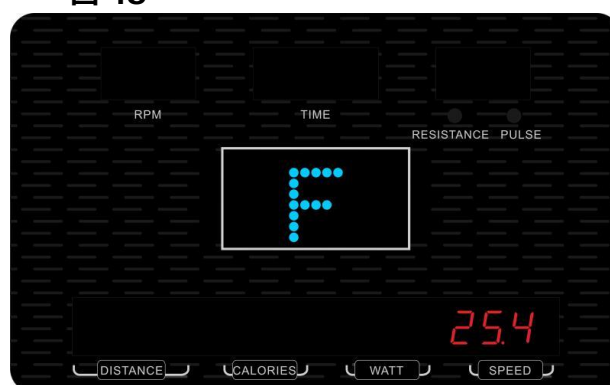 RPM TIME
RESISTANCE PULSE
F
25.4
DISTANCE CALORIES WATT SPEED